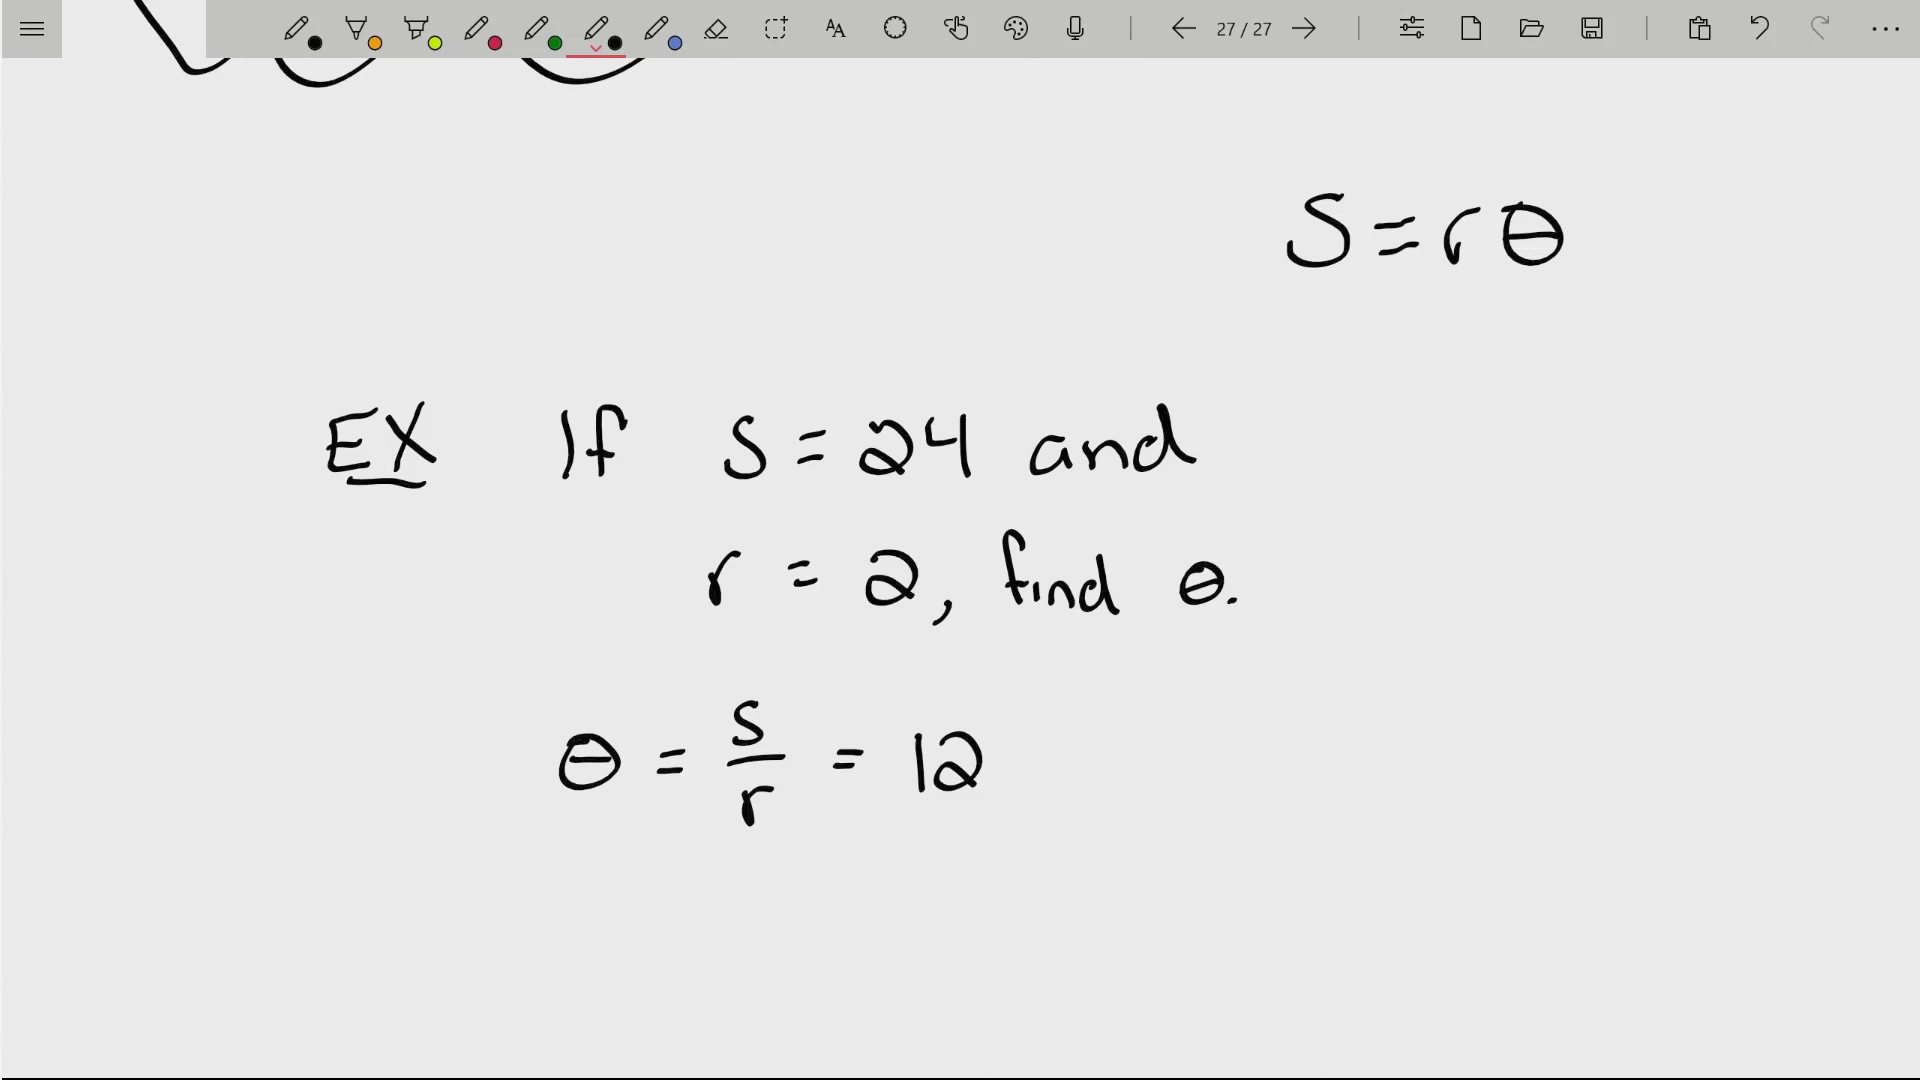 27 / 27
S = rθ
EX If s = 24 and
r = 2, find θ.
θ = s/r = 12